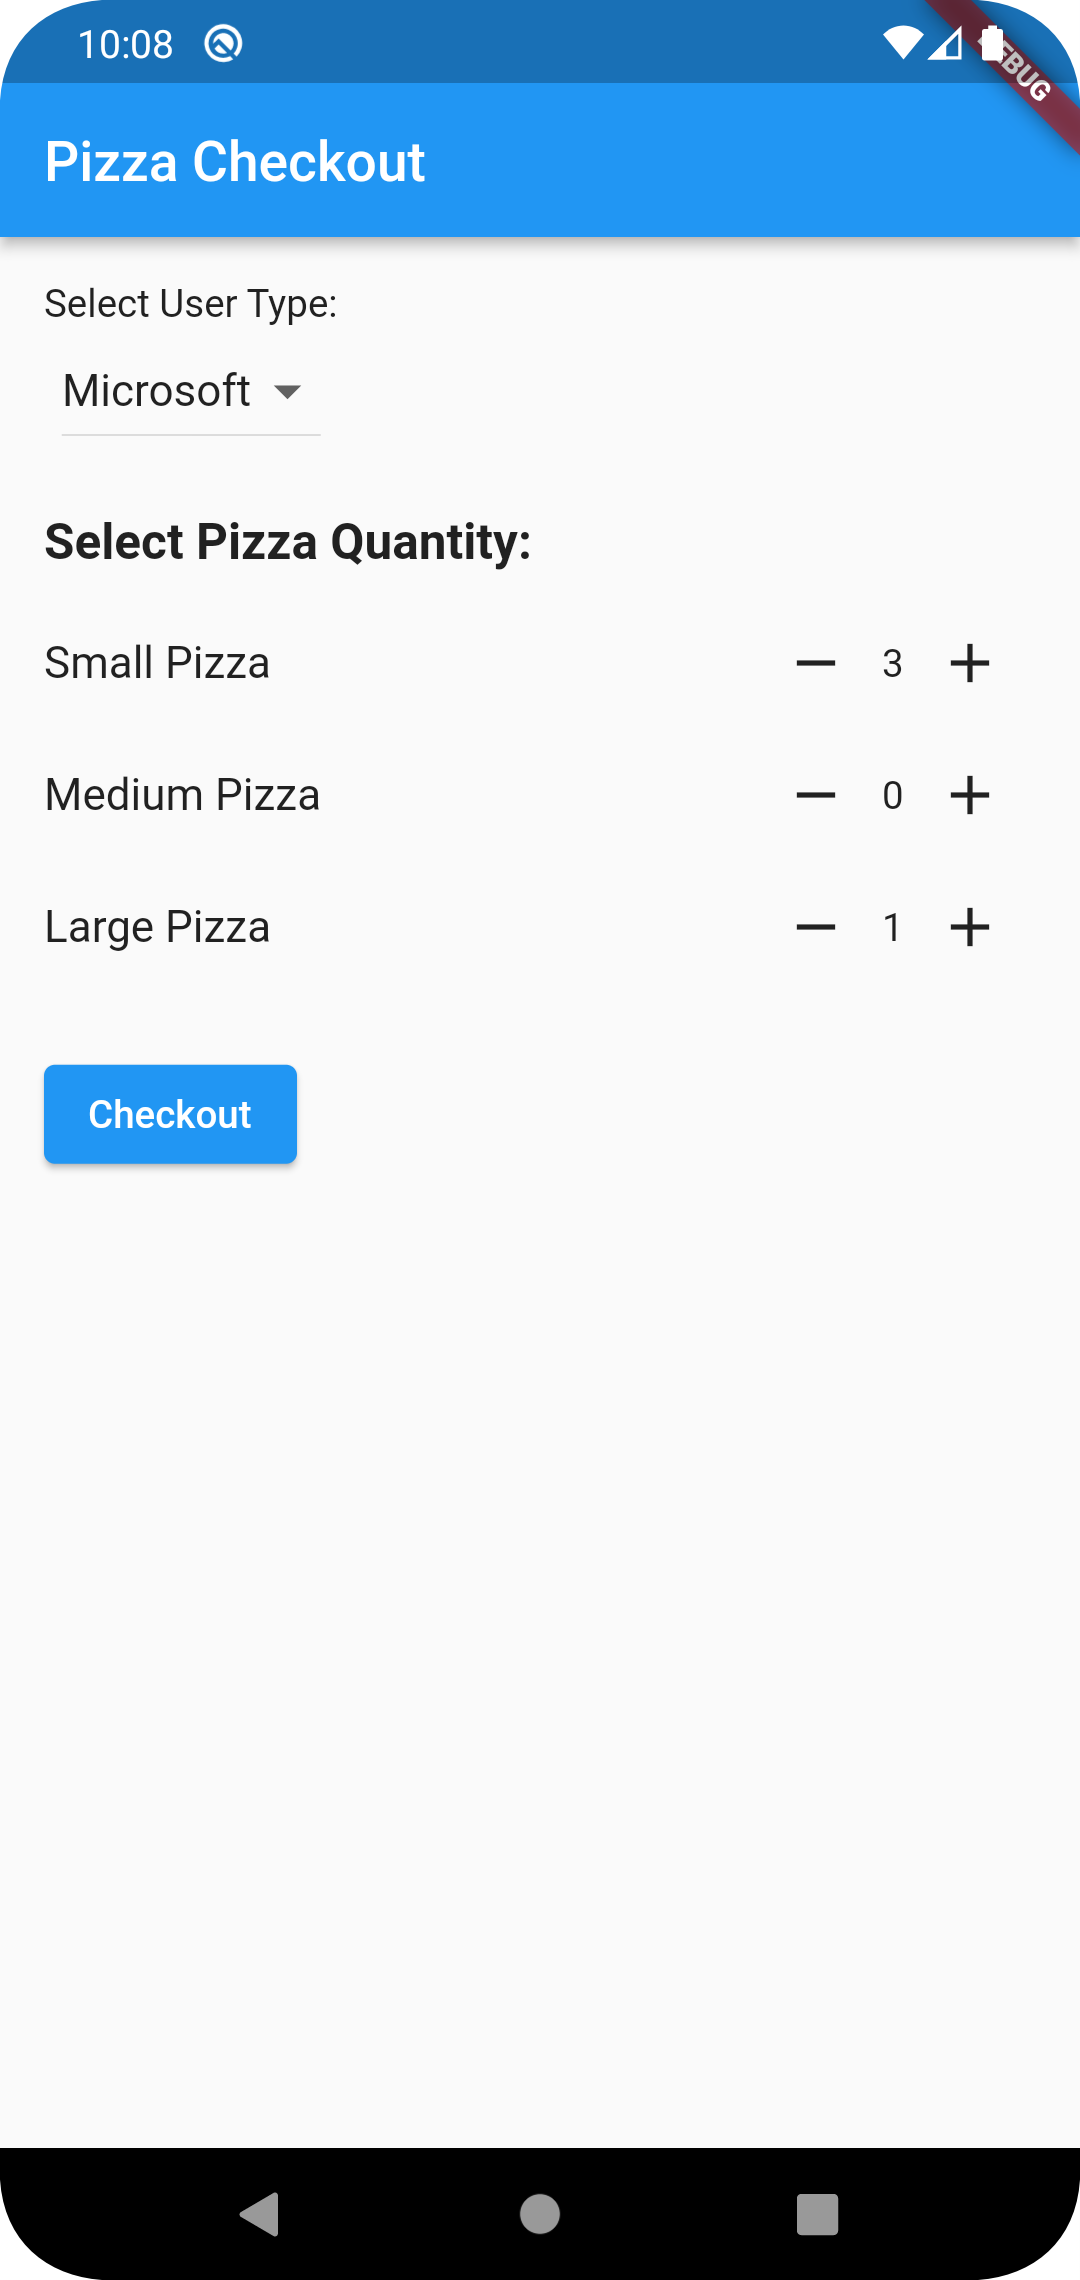 10:08
DEBUG
Pizza Checkout
Select User Type:
Microsoft
Select Pizza Quantity:
Small Pizza 3
Medium Pizza 0
Large Pizza 1
Checkout